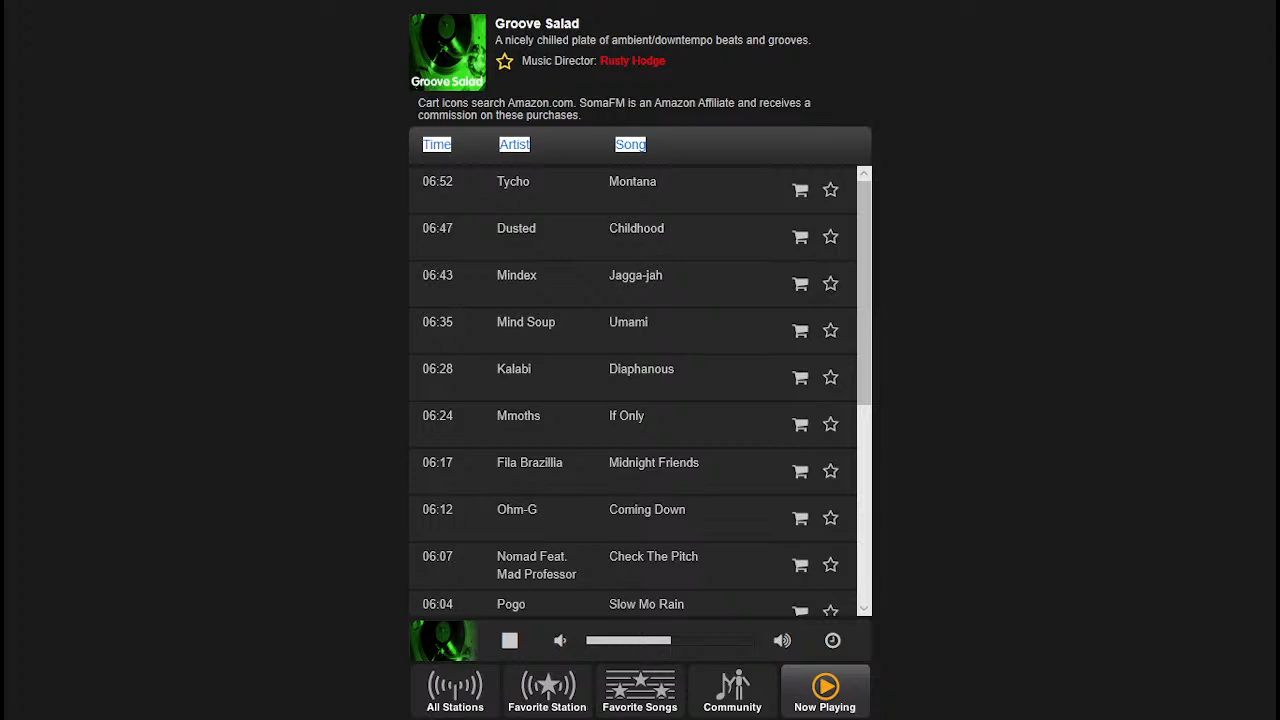 Groove Salad
A nicely chilled plate of ambient/downtempo beats and grooves.
Music Director: Rusty Hodge
Groove Salad
Cart icons search Amazon.com. SomaFM is an Amazon Affiliate and receives a
commission on these purchases.
Time Artist Song
06:52 Tycho Montana
06:47 Dusted Childhood
06:43 Mindex Jagga-jah
06:35 Mind Soup Umami
06:28 Kalabi Diaphanous
06:24 Mmoths If Only
06:17 Fila Brazillia Midnight Friends
06:12 Ohm-G Coming Down
06:07 Nomad Feat. Check The Pitch
Mad Professor
06:04 Pogo Slow Mo Rain
All Stations Favorite Station Favorite Songs Community Now Playing